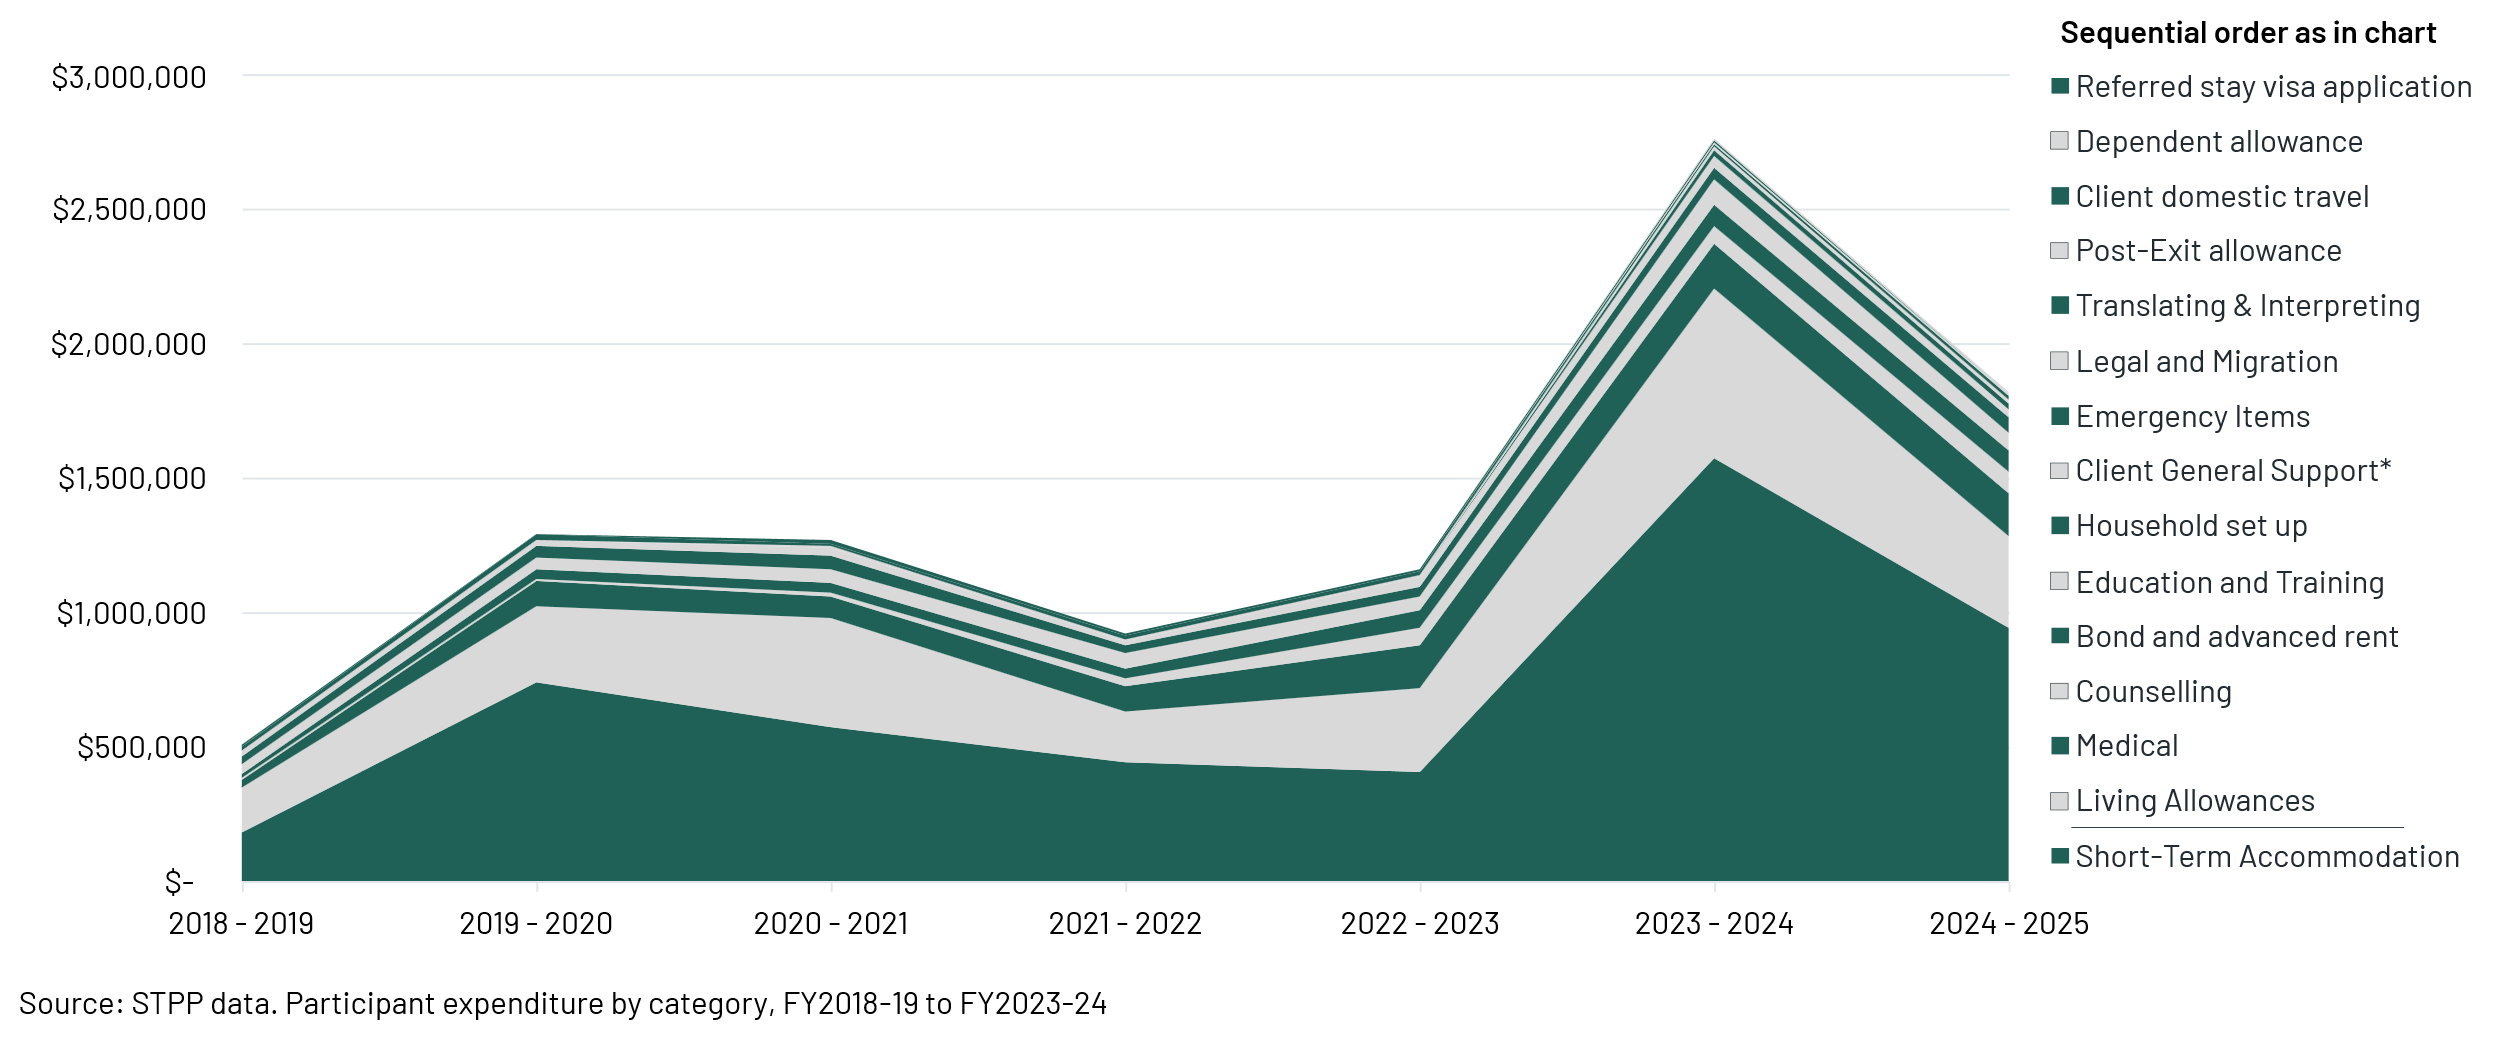 Sequential order as in chart
$3,000,000
$2,500,000
$2,000,000
$1,500,000
$1,000,000
$500,000
$-
2018 - 2019
2019 - 2020
2020 - 2021
2021 - 2022
2022 - 2023
2023 - 2024
2024 - 2025
Referred stay visa application
Dependent allowance
Client domestic travel
Post-Exit allowance
Translating & Interpreting
Legal and Migration
Emergency Items
Client General Support*
Household set up
Education and Training
Bond and advanced rent
Counselling
Medical
Living Allowances
Short-Term Accommodation
Source: STPP data. Participant expenditure by category, FY2018-19 to FY2023-24